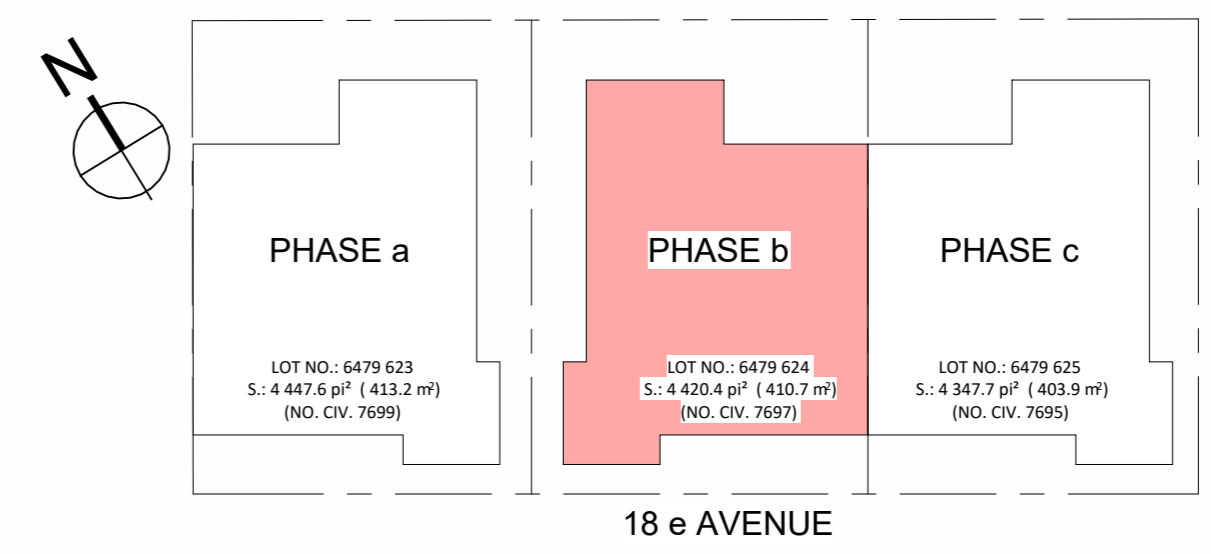 N
PHASE a
LOT NO.: 6479 623
S.: 4 447.6 pi² ( 413.2 m²)
(NO. CIV. 7699)
PHASE b
LOT NO.: 6479 624
S.: 4 420.4 pi² ( 410.7 m²)
(NO. CIV. 7697)
PHASE c
LOT NO.: 6479 625
S.: 4 347.7 pi² ( 403.9 m²)
(NO. CIV. 7695)
18 e AVENUE